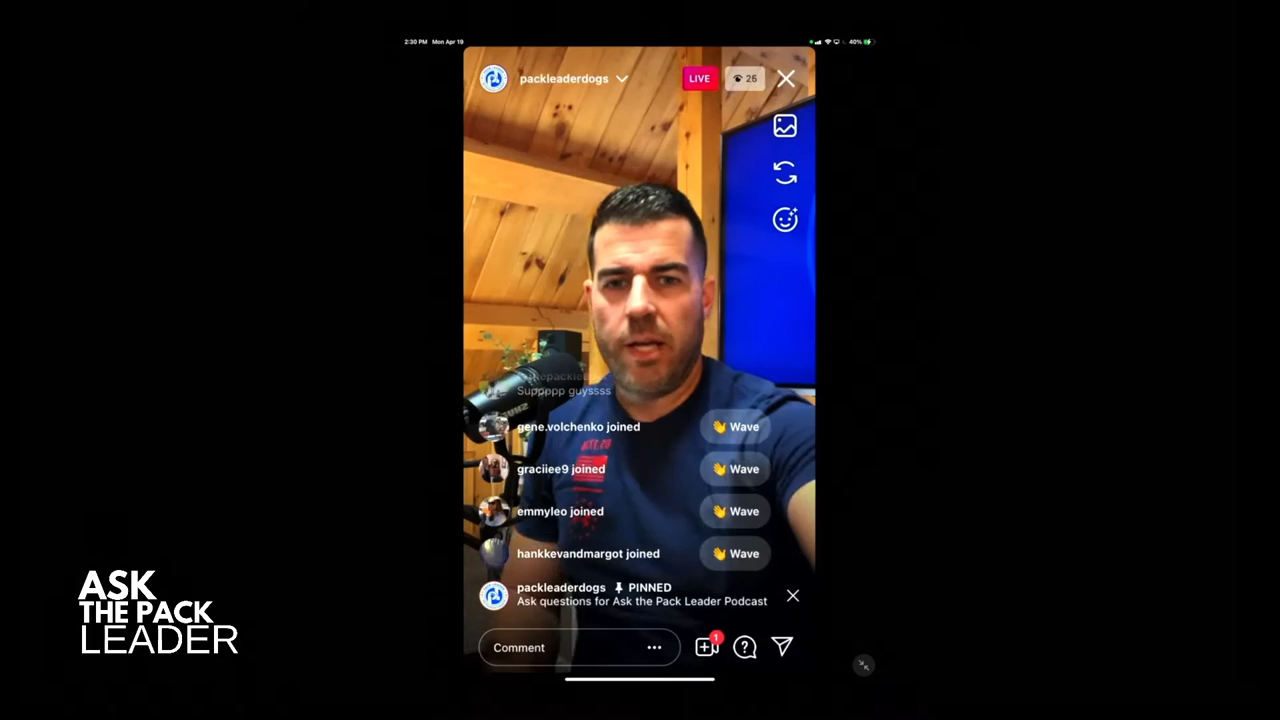 2:30 PM Mon Apr 19
40%
packleaderdogs
LIVE
26
Supppp guyssss
gene.volchenko joined
Wave
graciiee9 joined
Wave
emmyleo joined
Wave
hankkevandmargot joined
Wave
packleaderdogs PINNED
Ask questions for Ask the Pack Leader Podcast
Comment
1
ASK
THE PACK
LEADER